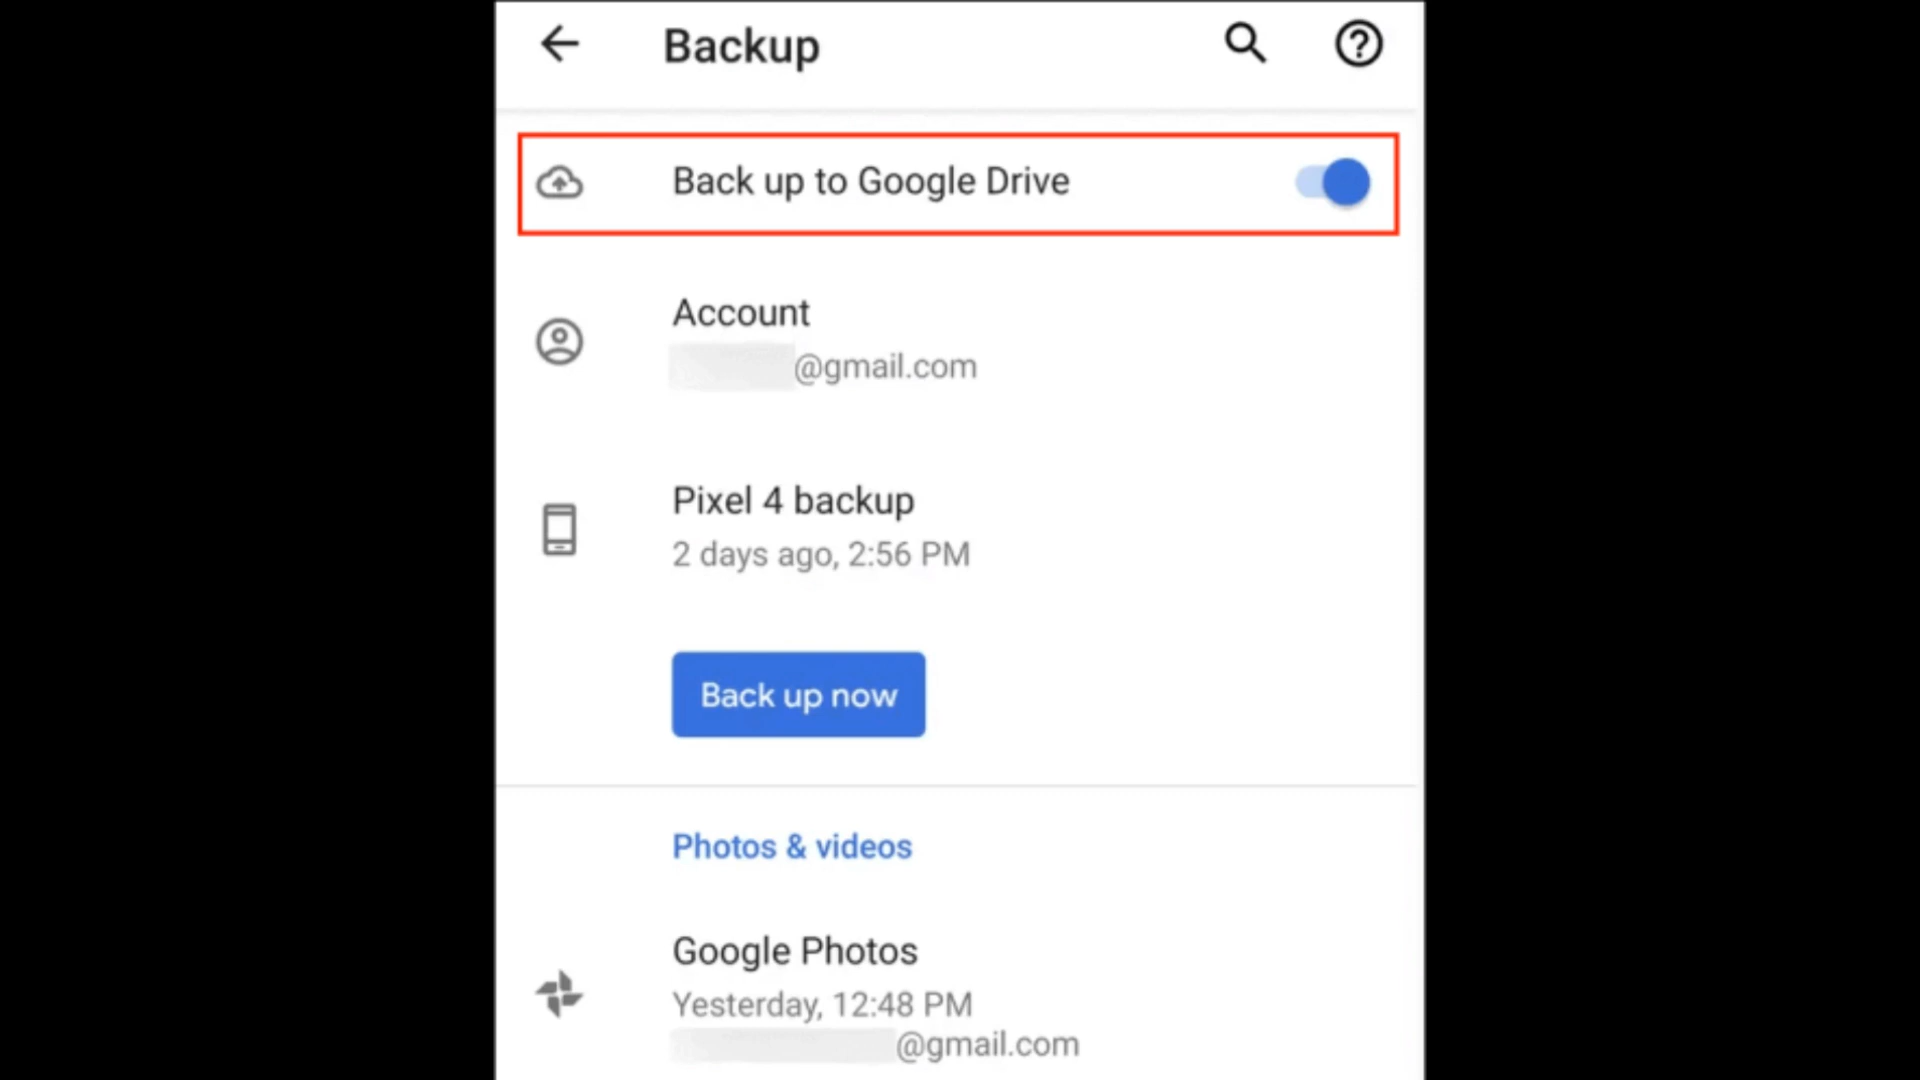 Backup
Back up to Google Drive
Account
@gmail.com
Pixel 4 backup
2 days ago, 2:56 PM
Back up now
Photos & videos
Google Photos
Yesterday, 12:48 PM
@gmail.com